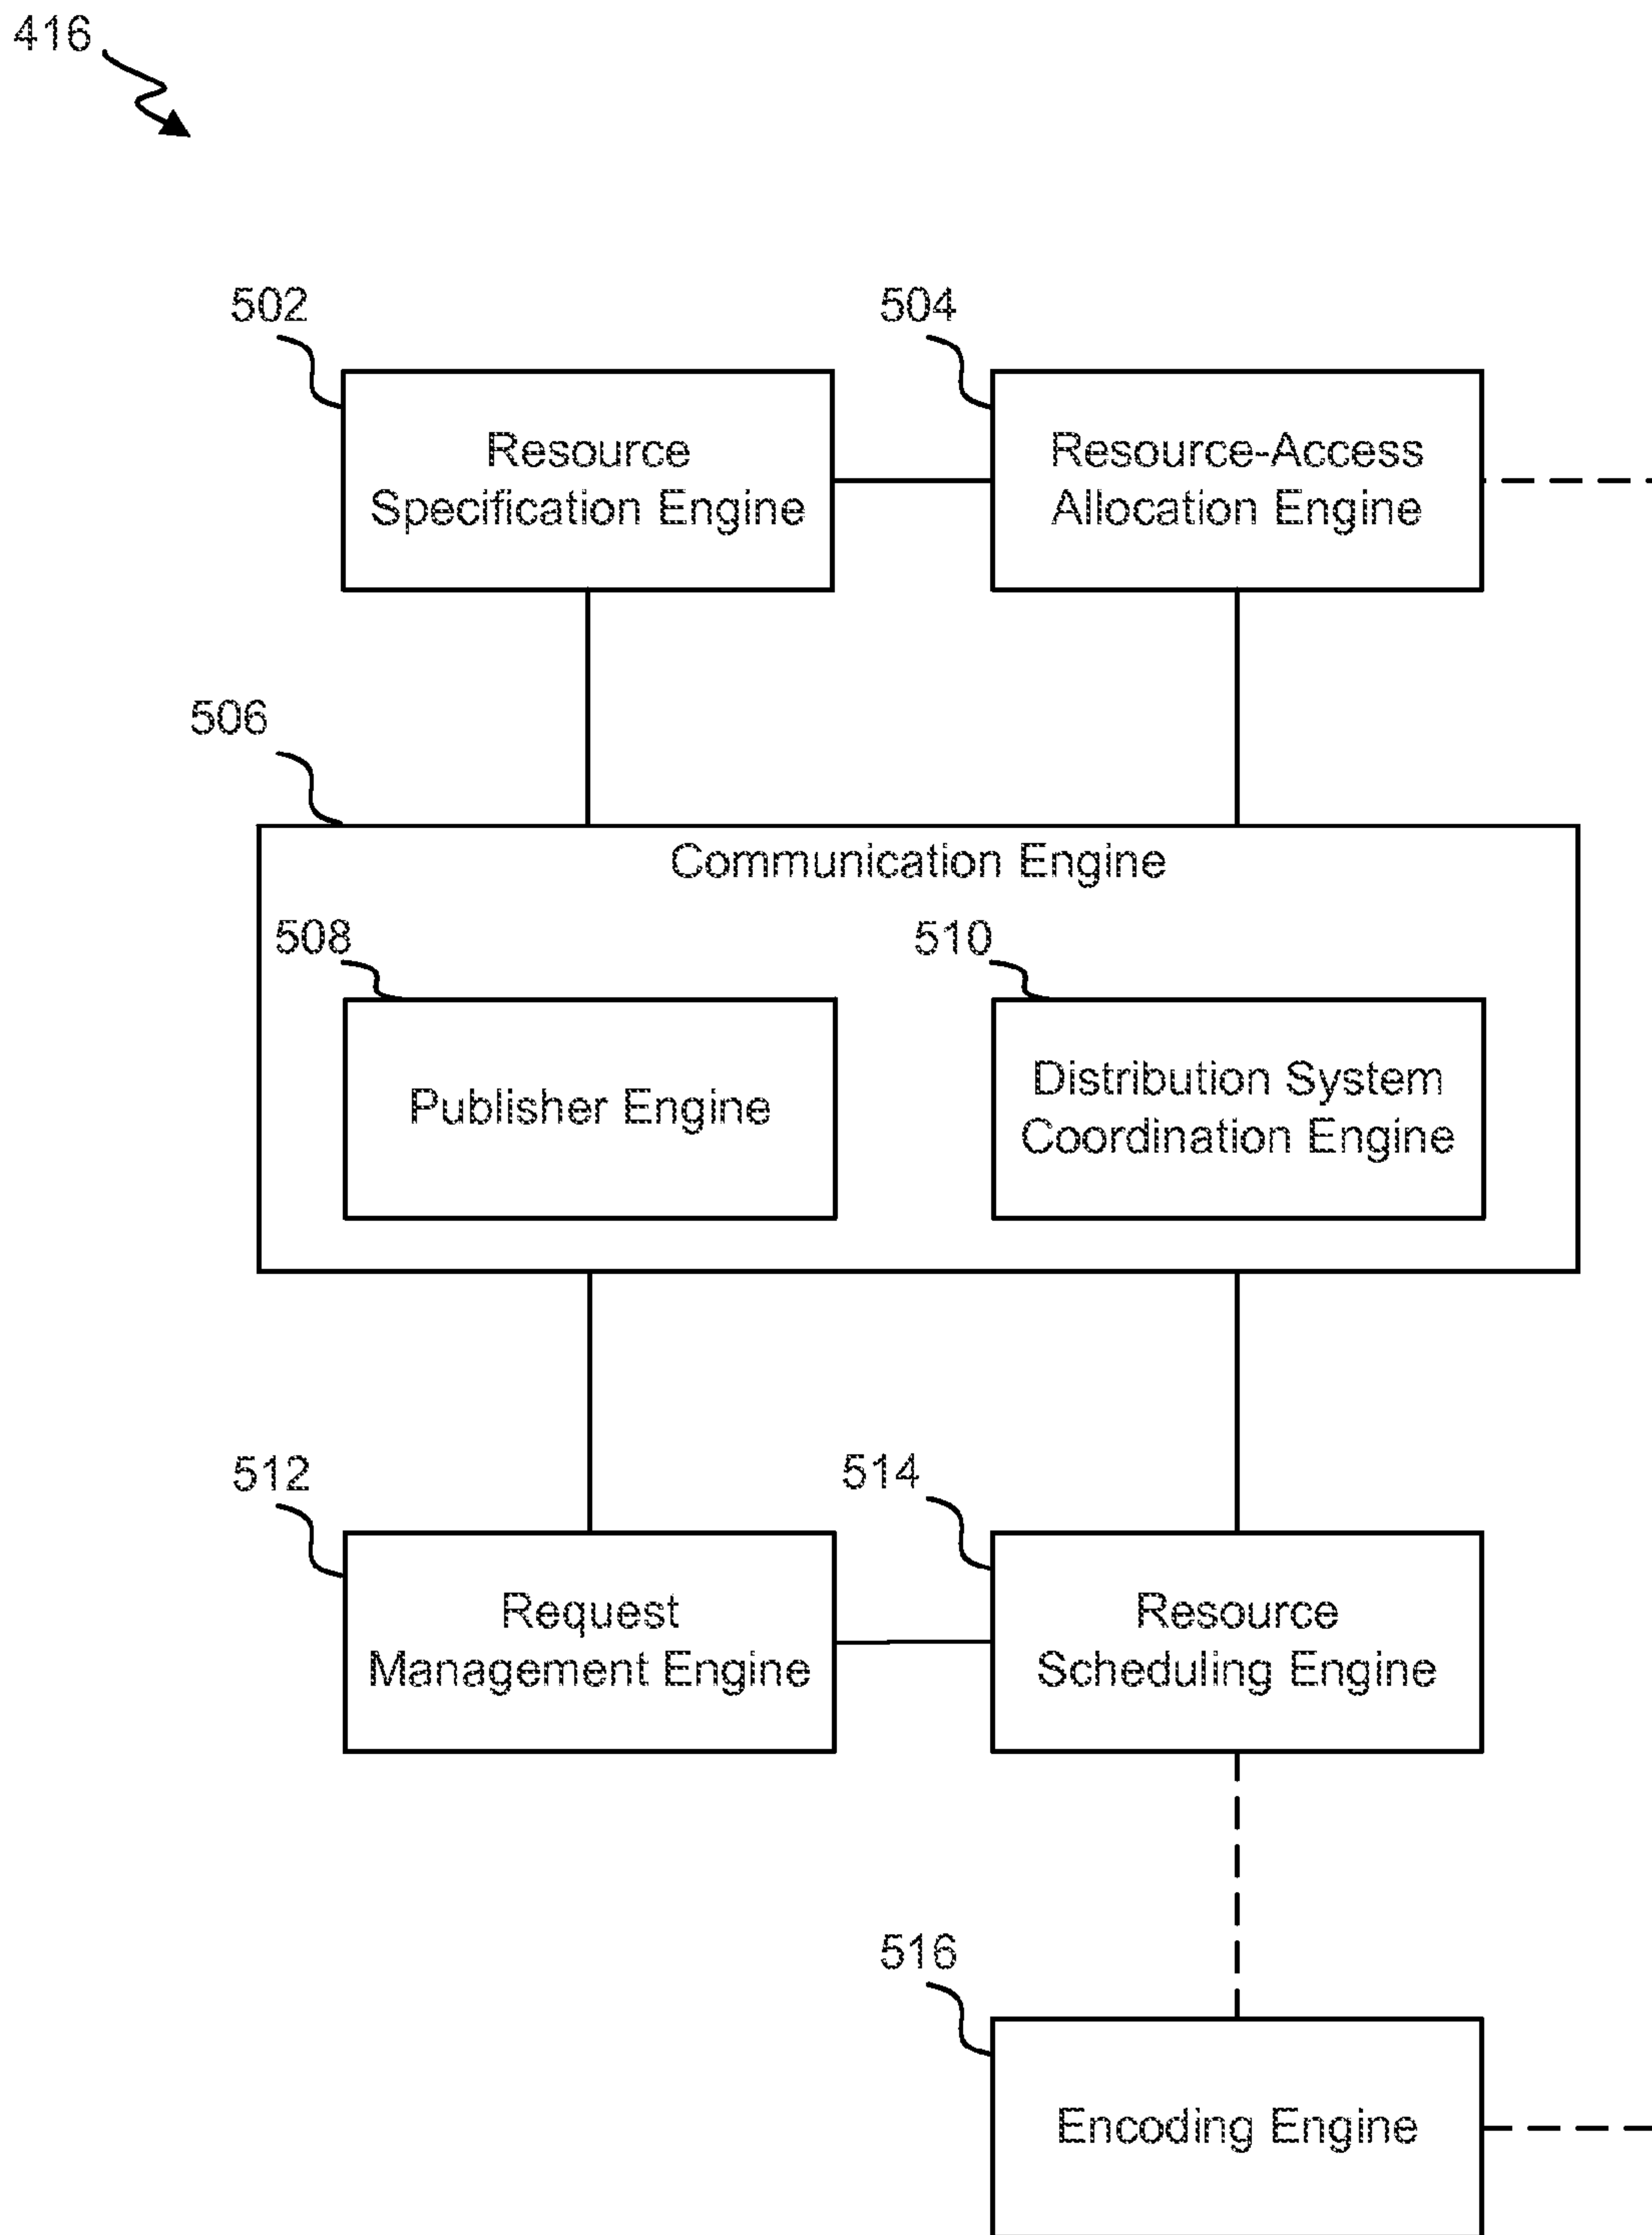 416
502
504
Resource
Specification Engine
Resource-Access
Allocation Engine
506
Communication Engine
508
510
Publisher Engine
Distribution System
Coordination Engine
512
514
Request
Management Engine
Resource
Scheduling Engine
516
Encoding Engine